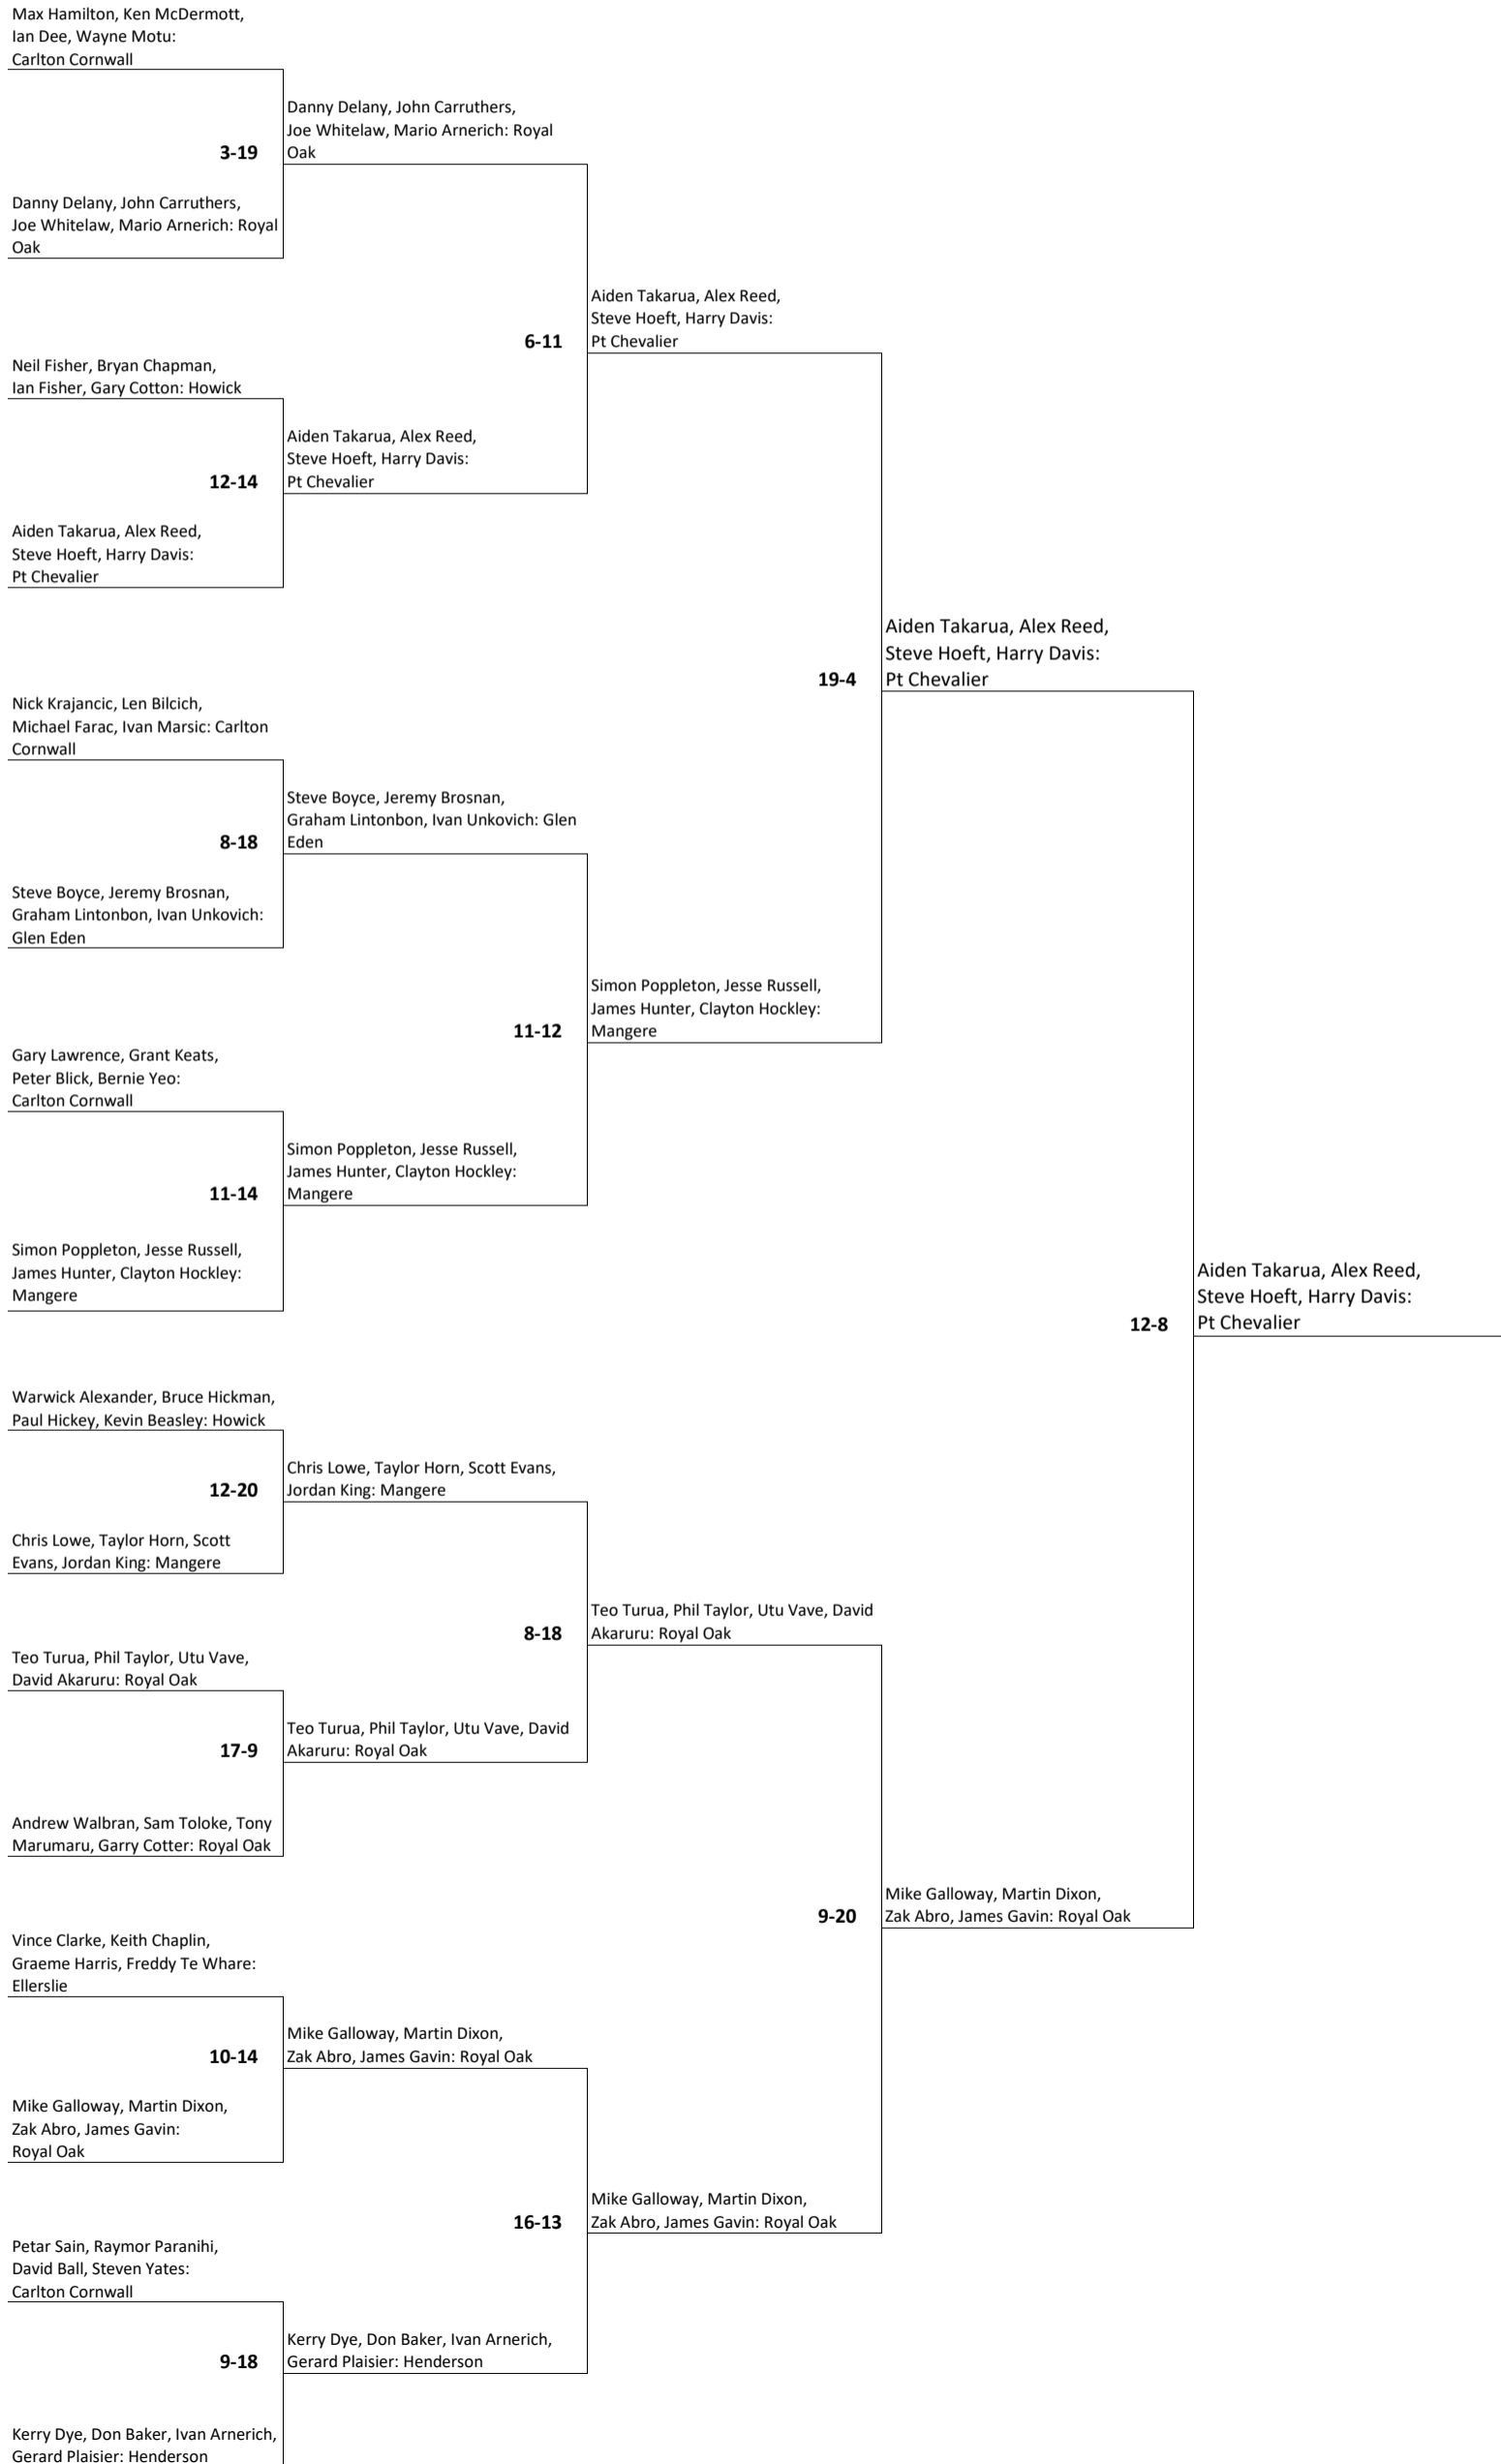 Max Hamilton, Ken McDermott,
Ian Dee, Wayne Motu:
Carlton Cornwall
Danny Delany, John Carruthers,
Joe Whitelaw, Mario Arnerich: Royal
Oak
3-19
Danny Delany, John Carruthers,
Joe Whitelaw, Mario Arnerich: Royal
Oak
Aiden Takarua, Alex Reed,
Steve Hoeft, Harry Davis:
Pt Chevalier
6-11
Neil Fisher, Bryan Chapman,
Ian Fisher, Gary Cotton: Howick
Aiden Takarua, Alex Reed,
Steve Hoeft, Harry Davis:
Pt Chevalier
12-14
Aiden Takarua, Alex Reed,
Steve Hoeft, Harry Davis:
Pt Chevalier
Aiden Takarua, Alex Reed,
Steve Hoeft, Harry Davis:
Pt Chevalier
19-4
Nick Krajancic, Len Bilcich,
Michael Farac, Ivan Marsic: Carlton
Cornwall
Steve Boyce, Jeremy Brosnan,
Graham Lintonbon, Ivan Unkovich: Glen
Eden
8-18
Steve Boyce, Jeremy Brosnan,
Graham Lintonbon, Ivan Unkovich:
Glen Eden
Simon Poppleton, Jesse Russell,
James Hunter, Clayton Hockley:
Mangere
11-12
Gary Lawrence, Grant Keats,
Peter Blick, Bernie Yeo:
Carlton Cornwall
Simon Poppleton, Jesse Russell,
James Hunter, Clayton Hockley:
Mangere
11-14
Simon Poppleton, Jesse Russell,
James Hunter, Clayton Hockley:
Mangere
Aiden Takarua, Alex Reed,
Steve Hoeft, Harry Davis:
Pt Chevalier
12-8
Warwick Alexander, Bruce Hickman,
Paul Hickey, Kevin Beasley: Howick
Chris Lowe, Taylor Horn, Scott Evans,
Jordan King: Mangere
12-20
Chris Lowe, Taylor Horn, Scott
Evans, Jordan King: Mangere
Teo Turua, Phil Taylor, Utu Vave, David
Akaruru: Royal Oak
8-18
Teo Turua, Phil Taylor, Utu Vave,
David Akaruru: Royal Oak
Teo Turua, Phil Taylor, Utu Vave, David
Akaruru: Royal Oak
17-9
Andrew Walbran, Sam Toloke, Tony
Marumaru, Garry Cotter: Royal Oak
Mike Galloway, Martin Dixon,
Zak Abro, James Gavin: Royal Oak
9-20
Vince Clarke, Keith Chaplin,
Graeme Harris, Freddy Te Whare:
Ellerslie
Mike Galloway, Martin Dixon,
Zak Abro, James Gavin: Royal Oak
10-14
Mike Galloway, Martin Dixon,
Zak Abro, James Gavin:
Royal Oak
Mike Galloway, Martin Dixon,
Zak Abro, James Gavin: Royal Oak
16-13
Petar Sain, Raymor Paranihi,
David Ball, Steven Yates:
Carlton Cornwall
Kerry Dye, Don Baker, Ivan Arnerich,
Gerard Plaisier: Henderson
9-18
Kerry Dye, Don Baker, Ivan Arnerich,
Gerard Plaisier: Henderson